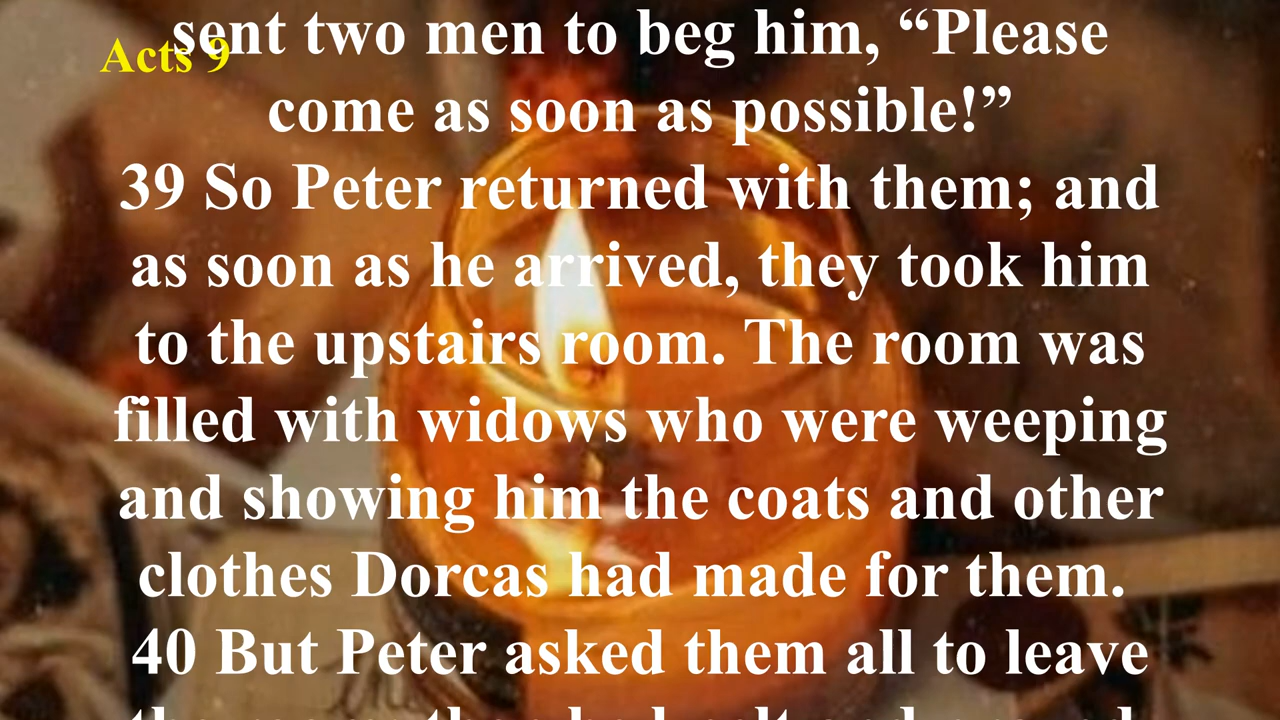 Acts 9
sent two men to beg him, “Please
come as soon as possible!”
39 So Peter returned with them; and
as soon as he arrived, they took him
to the upstairs room. The room was
filled with widows who were weeping
and showing him the coats and other
clothes Dorcas had made for them.
40 But Peter asked them all to leave